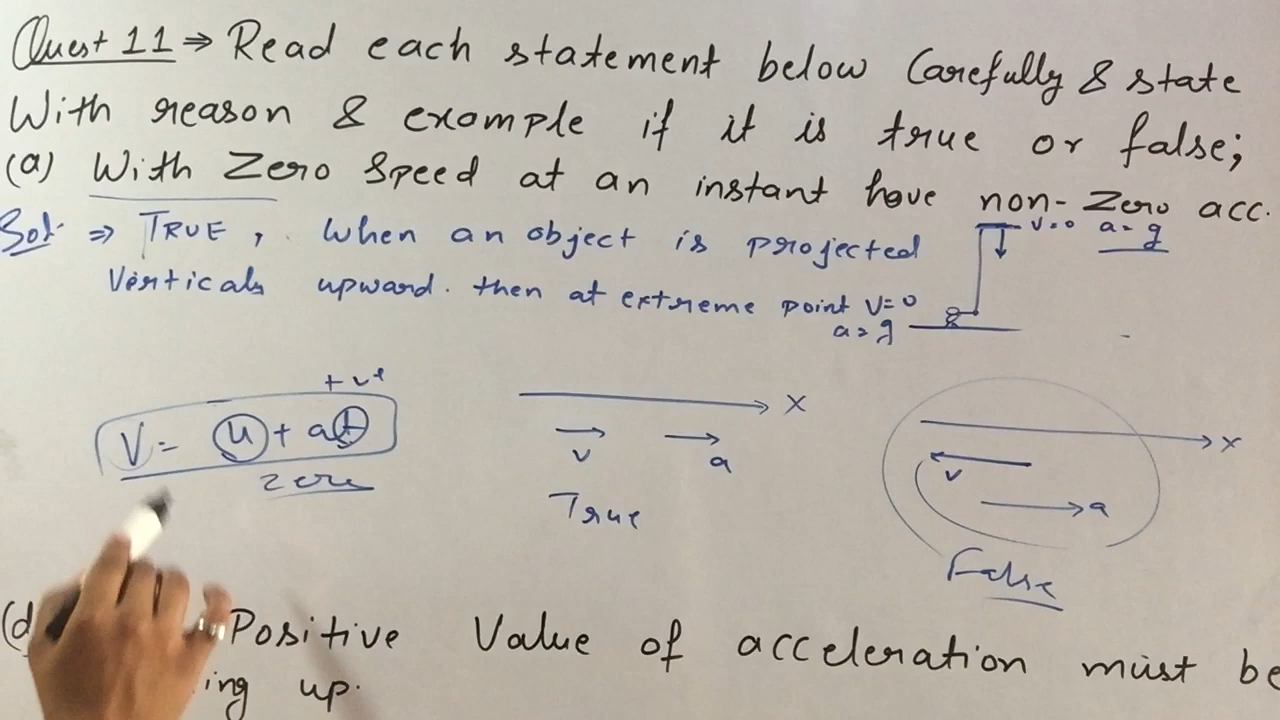 Quest 11 ⇒ Read each statement below Carefully & state
With reason & example if it is true or false;
(a) With Zero Speed at an instant have non-Zero acc.
Sol: ⇒ TRUE, When an object is projected
V=0 a=g
Vertically upward. then at extreme point V=0
a=g
+ve
V= u + at
zero
X
v
a
True
X
v
a
False
(d Positive Value of acceleration must be
ing up.